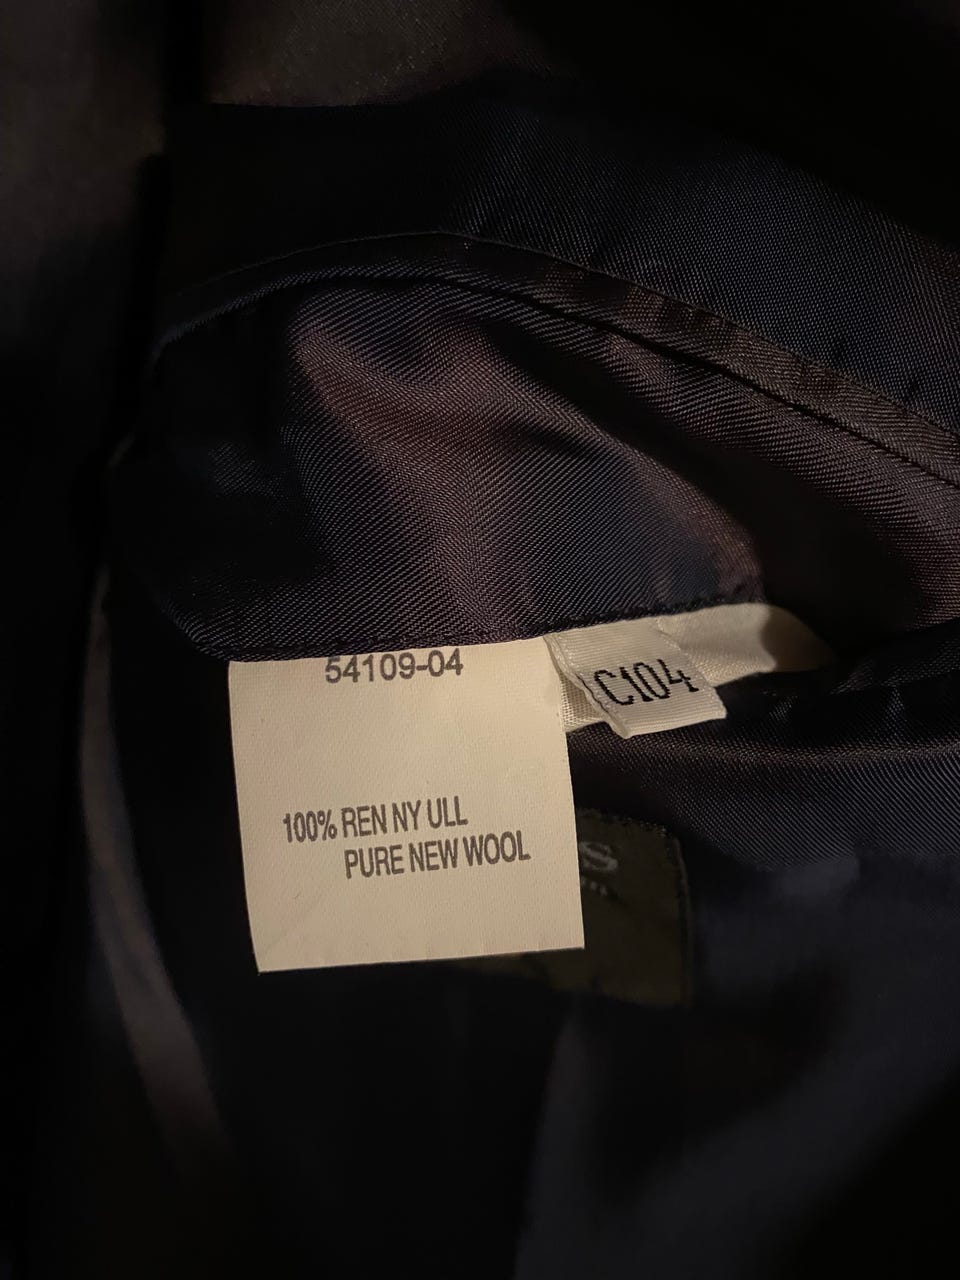 54109-04
C104
100% REN NY ULL
PURE NEW WOOL
S